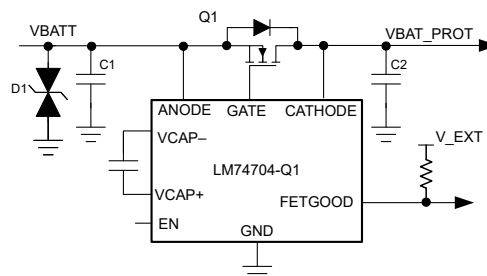 Q1
VBATT
VBAT_PROT
C1
C2
D1
ANODE
GATE
CATHODE
VCAP–
V_EXT
LM74704-Q1
VCAP+
FETGOOD
EN
GND